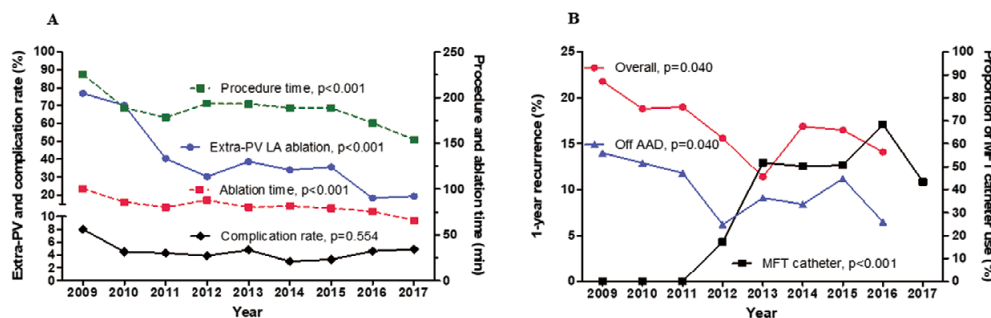 A
Extra-PV and complication rate (%)
100
90
80
70
60
50
40
30
20
10
8
6
4
2
0
Procedure time, p<0.001
Extra-PV LA ablation, p<0.001
Ablation time, p<0.001
Complication rate, p=0.554
250
200
150
100
50
0
Procedure and ablation time (min)
2009 2010 2011 2012 2013 2014 2015 2016 2017
Year
B
1-year recurrence (%)
25
20
15
10
5
0
Overall, p=0.040
Off AAD, p=0.040
MFT catheter, p<0.001
100
90
80
70
60
50
40
30
20
10
0
Proportion of MFT catheter use (%)
2009 2010 2011 2012 2013 2014 2015 2016 2017
Year